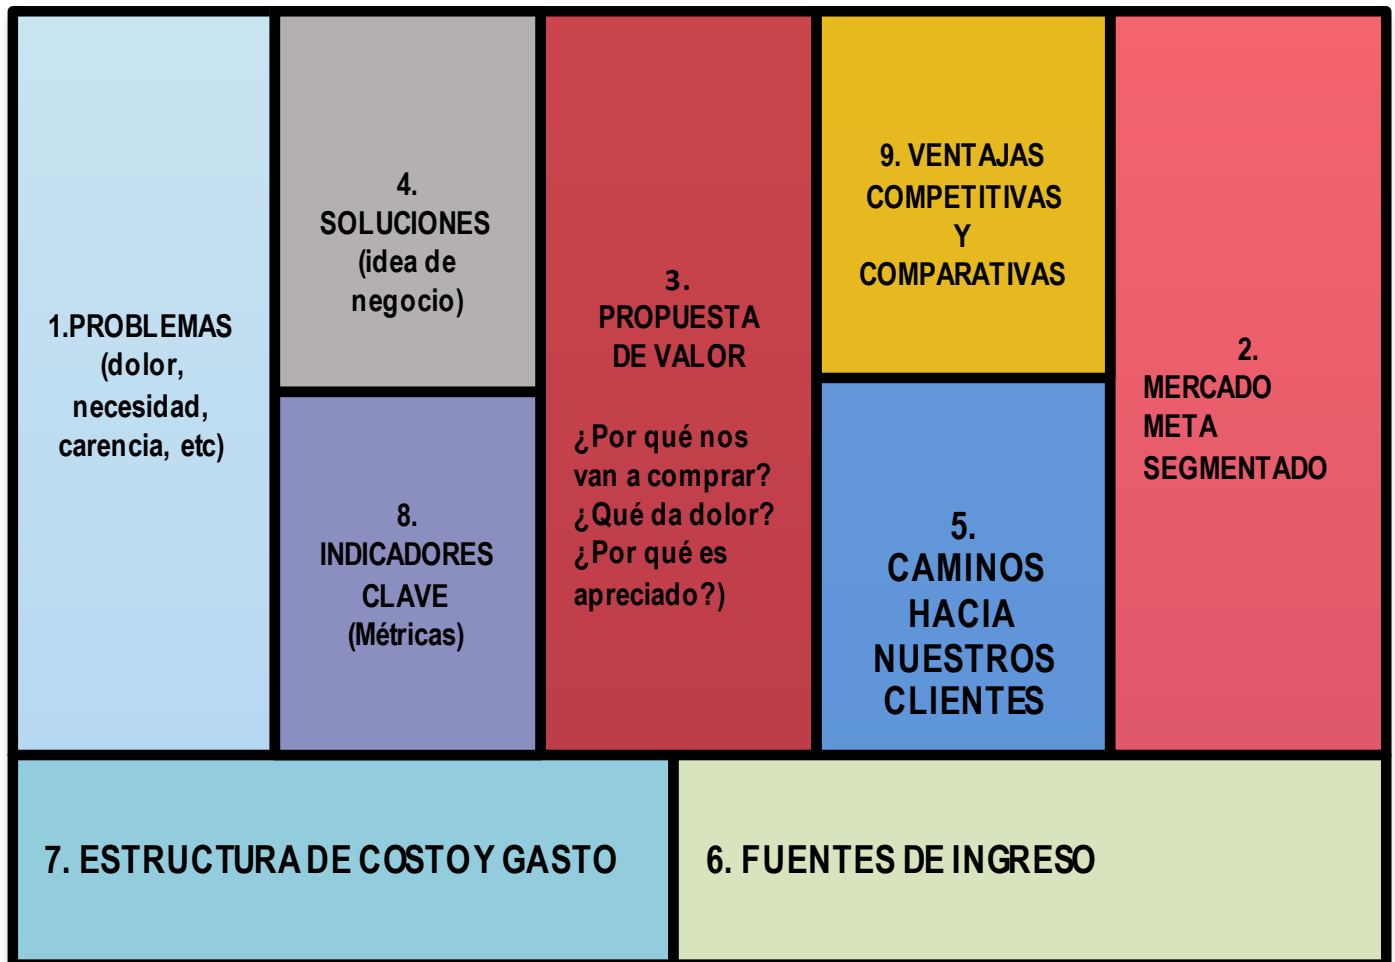 1.PROBLEMAS
(dolor,
necesidad,
carencia, etc)
4.
SOLUCIONES
(idea de
negocio)
8.
INDICADORES
CLAVE
(Métricas)
3.
PROPUESTA
DE VALOR
¿Por qué nos
van a comprar?
¿Qué da dolor?
¿Por qué es
apreciado?)
9. VENTAJAS
COMPETITIVAS
Y
COMPARATIVAS
5.
CAMINOS
HACIA
NUESTROS
CLIENTES
2.
MERCADO
META
SEGMENTADO
7. ESTRUCTURA DE COSTO Y GASTO
6. FUENTES DE INGRESO